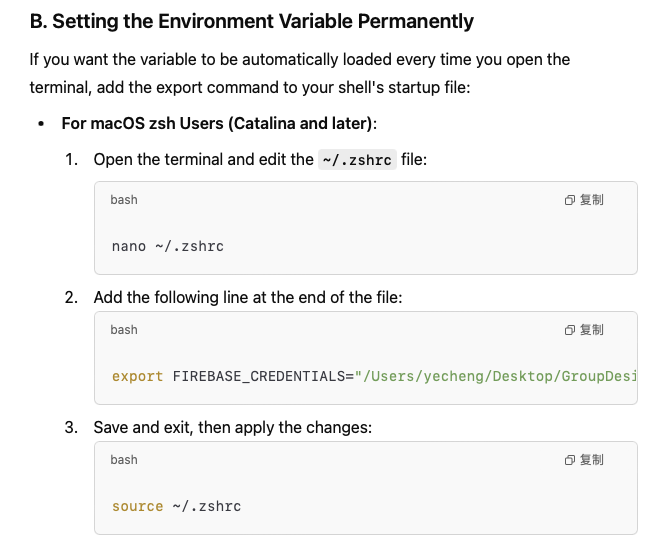 B. Setting the Environment Variable Permanently
If you want the variable to be automatically loaded every time you open the
terminal, add the export command to your shell's startup file:
• For macOS zsh Users (Catalina and later):
1. Open the terminal and edit the ~/.zshrc file:
bash 复制
nano ~/.zshrc
2. Add the following line at the end of the file:
bash 复制
export FIREBASE_CREDENTIALS="/Users/yecheng/Desktop/GroupDesi
3. Save and exit, then apply the changes:
bash 复制
source ~/.zshrc